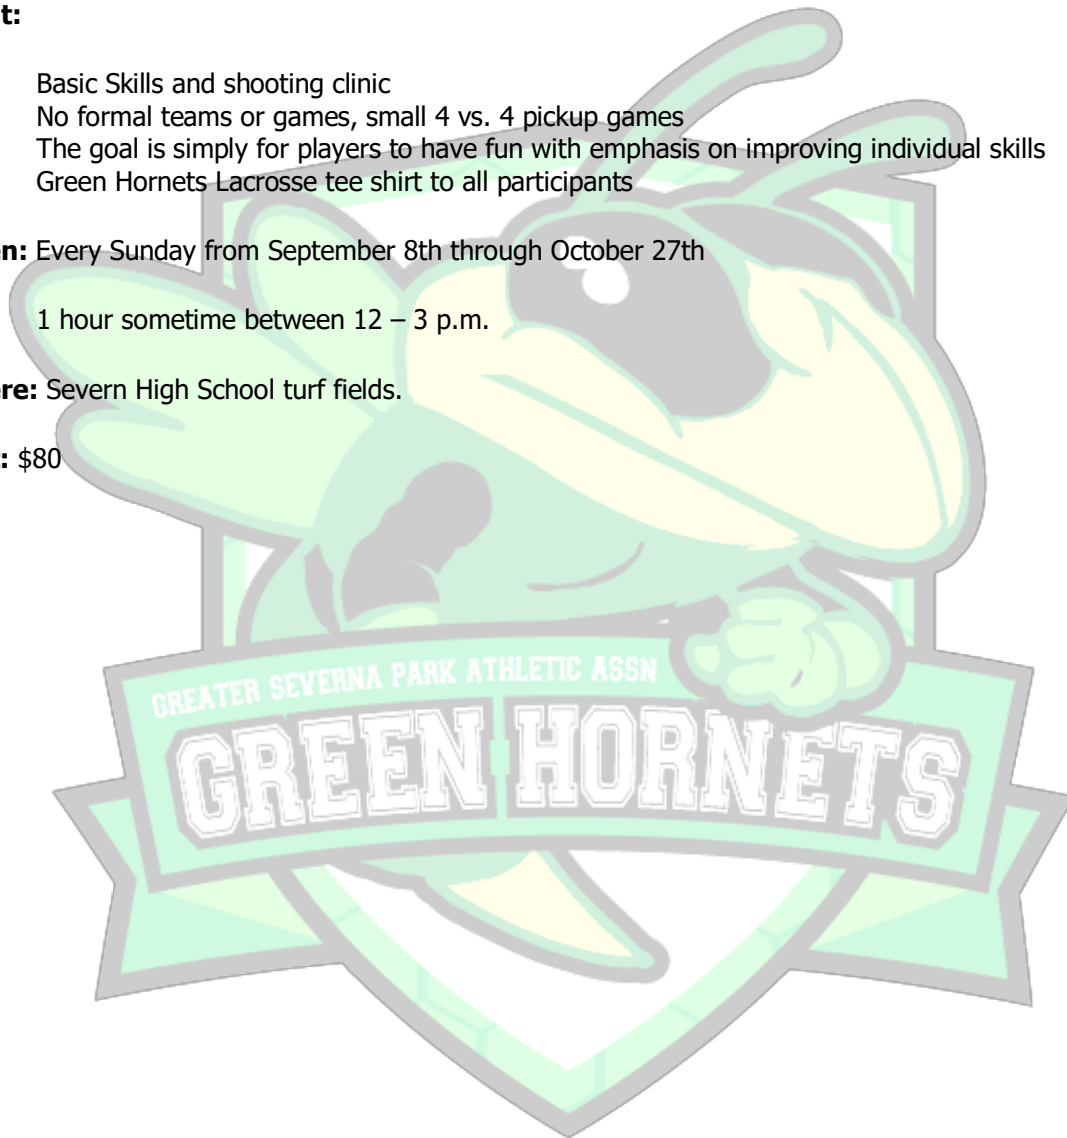 t:
Basic Skills and shooting clinic
No formal teams or games, small 4 vs. 4 pickup games
The goal is simply for players to have fun with emphasis on improving individual skills
Green Hornets Lacrosse tee shirt to all participants
en: Every Sunday from September 8th through October 27th
1 hour sometime between 12 – 3 p.m.
ere: Severn High School turf fields.
t: $80
GREATER SEVERNA PARK ATHLETIC ASSN
GREEN HORNETS